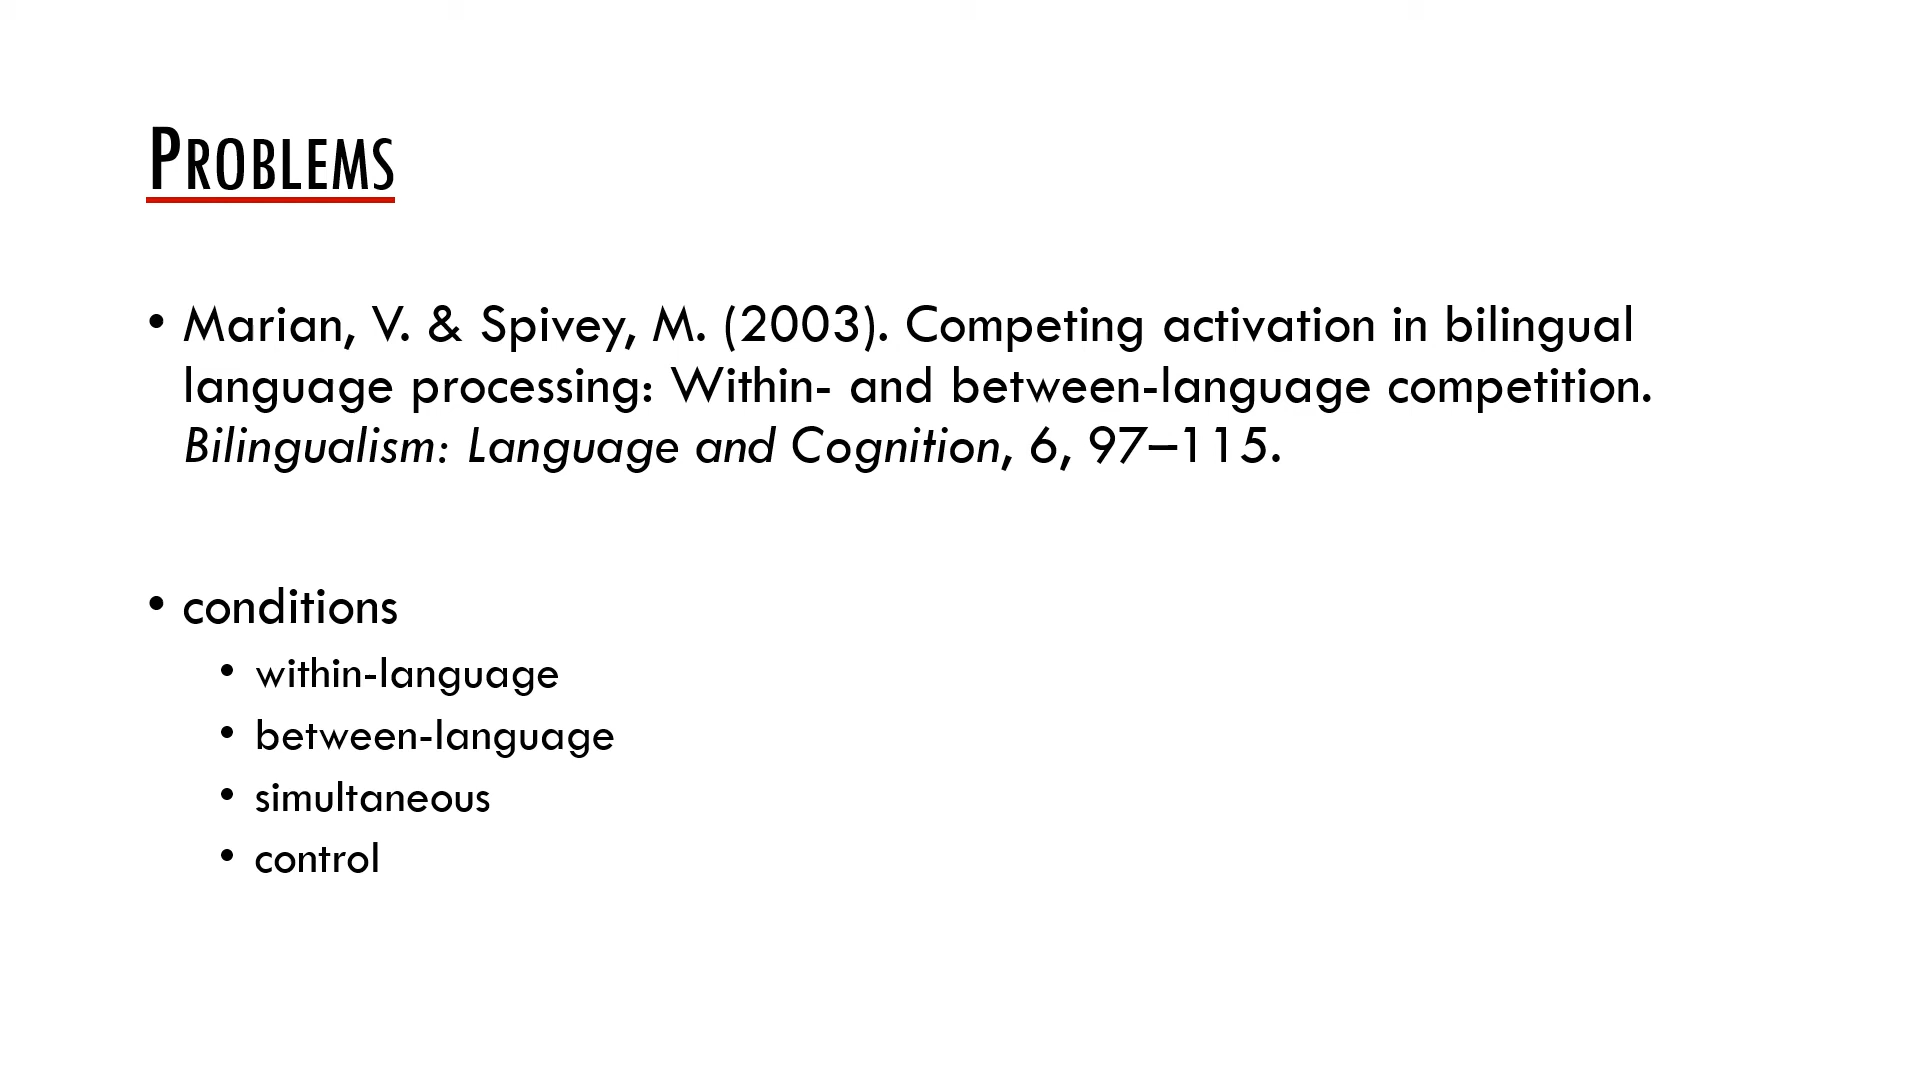 PROBLEMS
• Marian, V. & Spivey, M. (2003). Competing activation in bilingual
language processing: Within- and between-language competition.
Bilingualism: Language and Cognition, 6, 97–115.
• conditions
• within-language
• between-language
• simultaneous
• control